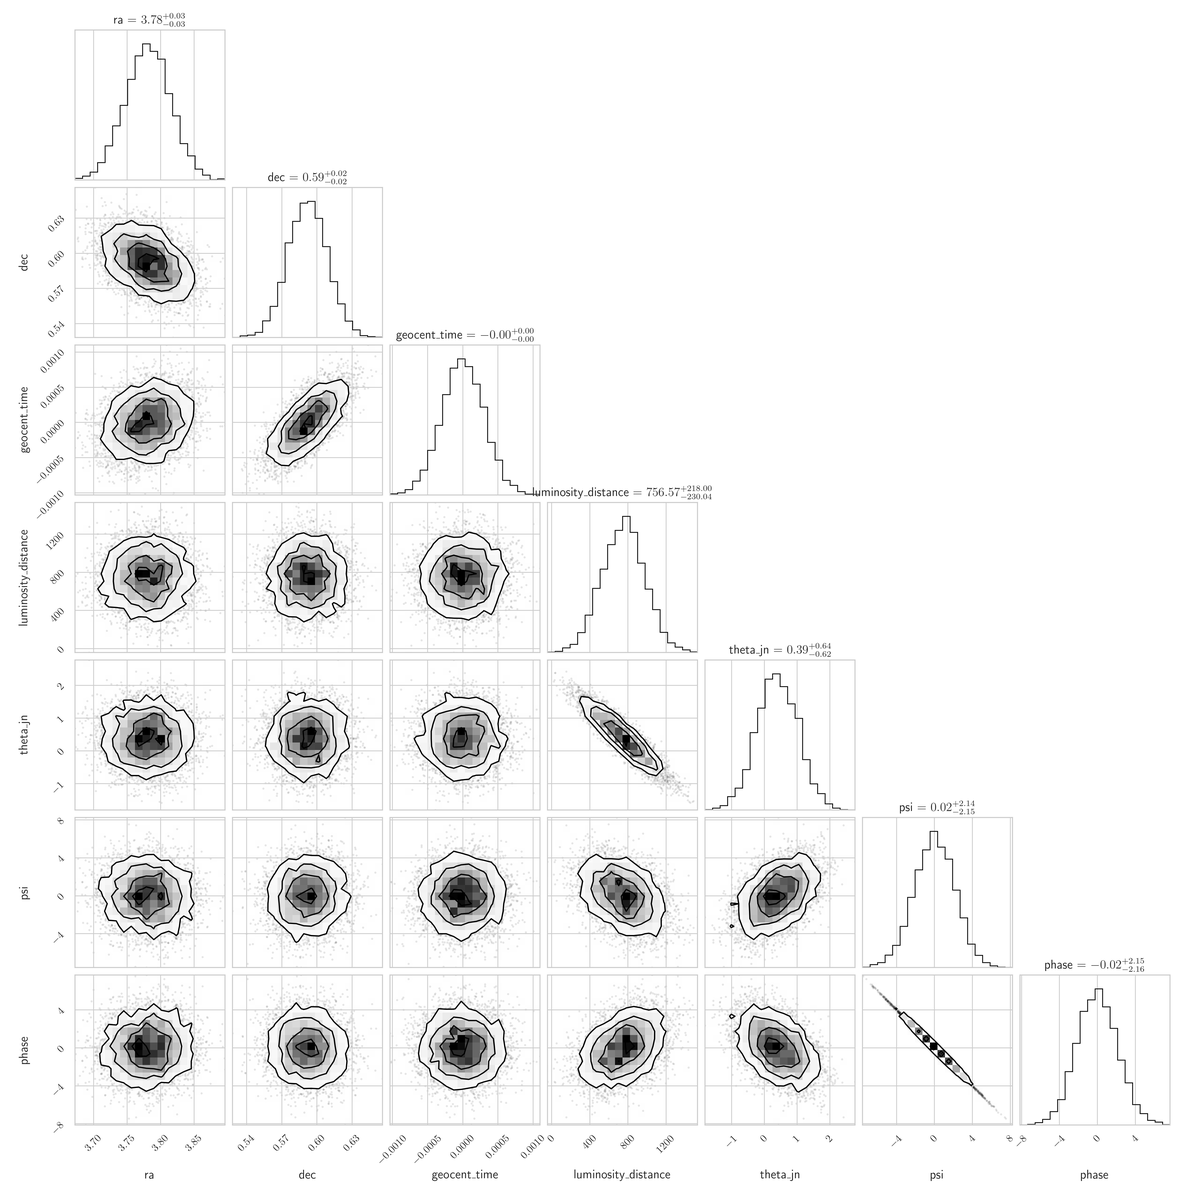 ra = 3.78+0.03 −0.03
dec = 0.59+0.02 −0.02
0.63
0.60
0.57
0.54
dec
geocent_time = −0.00+0.00 −0.00
0.0010
0.0005
0.0000
−0.0005
−0.0010
geocent_time
luminosity_distance = 756.57+218.00 −230.04
1200
800
400
0
luminosity_distance
theta_jn = 0.39+0.64 −0.62
2
1
0
−1
theta_jn
psi = 0.02+2.14 −2.15
8
4
0
−4
psi
phase = −0.02+2.15 −2.16
4
0
−4
−8
phase
3.70 3.75 3.80 3.85 0.54 0.57 0.60 0.63 −0.0010 −0.0005 0.0000 0.0005 0.0010 0 400 800 1200 −1 0 1 2 −4 0 4 8 −8 −4 0 4
ra dec geocent_time luminosity_distance theta_jn psi phase